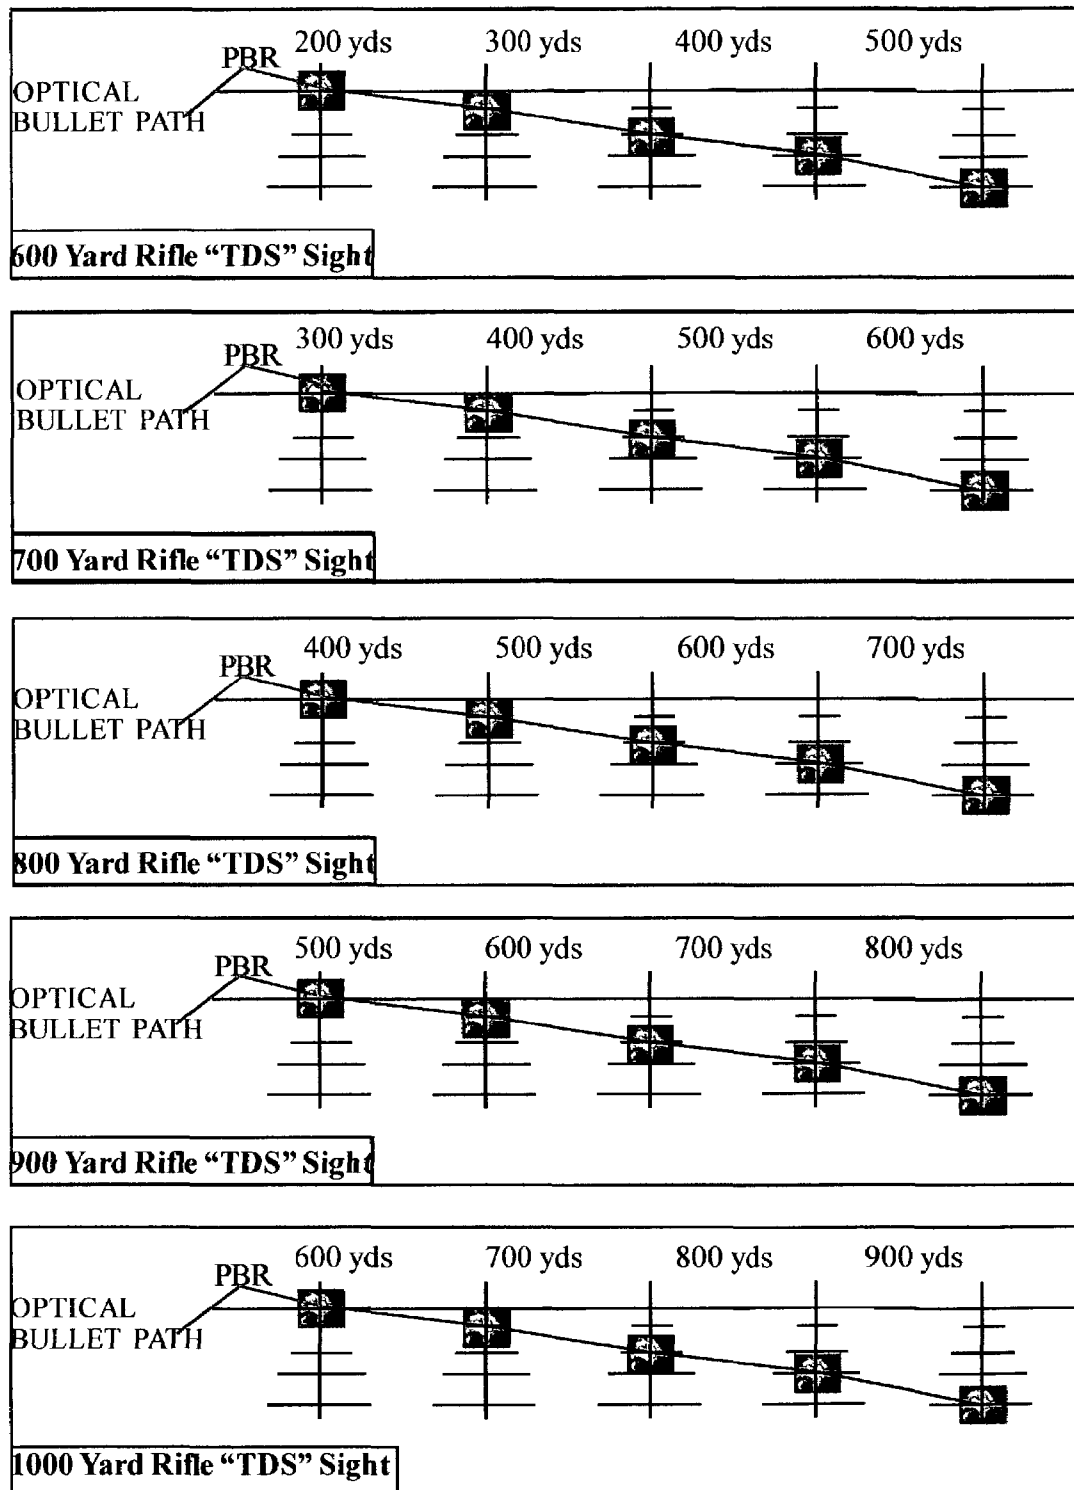 200 yds 300 yds 400 yds 500 yds
PBR
OPTICAL
BULLET PATH
600 Yard Rifle “TDS” Sight
300 yds 400 yds 500 yds 600 yds
PBR
OPTICAL
BULLET PATH
700 Yard Rifle “TDS” Sight
400 yds 500 yds 600 yds 700 yds
PBR
OPTICAL
BULLET PATH
800 Yard Rifle “TDS” Sight
500 yds 600 yds 700 yds 800 yds
PBR
OPTICAL
BULLET PATH
900 Yard Rifle “TDS” Sight
600 yds 700 yds 800 yds 900 yds
PBR
OPTICAL
BULLET PATH
1000 Yard Rifle “TDS” Sight